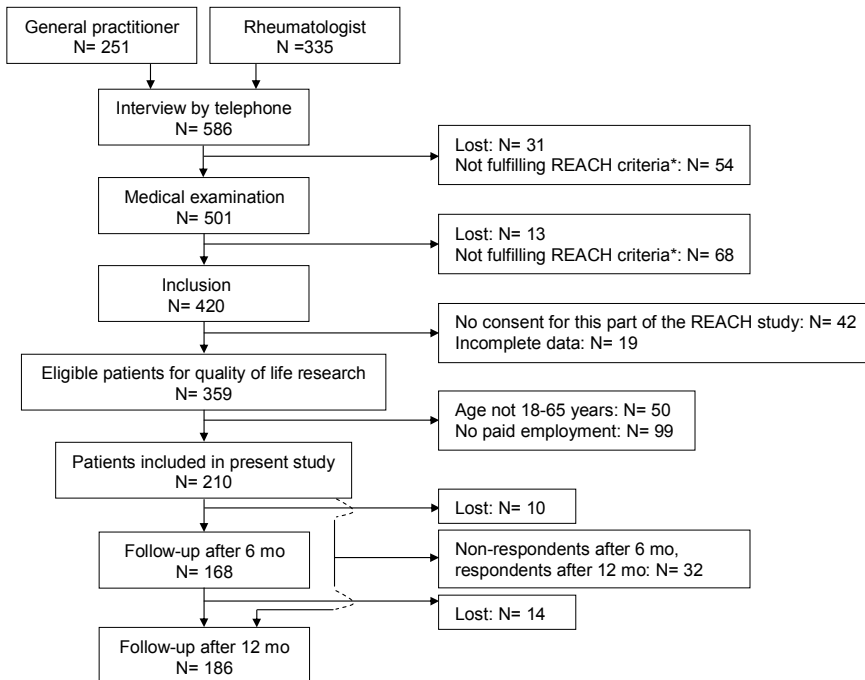 General practitioner
N= 251
Rheumatologist
N =335
Interview by telephone
N= 586
Lost: N= 31
Not fulfilling REACH criteria*: N= 54
Medical examination
N= 501
Lost: N= 13
Not fulfilling REACH criteria*: N= 68
Inclusion
N= 420
No consent for this part of the REACH study: N= 42
Incomplete data: N= 19
Eligible patients for quality of life research
N= 359
Age not 18-65 years: N= 50
No paid employment: N= 99
Patients included in present study
N= 210
Lost: N= 10
Follow-up after 6 mo
N= 168
Non-respondents after 6 mo,
respondents after 12 mo: N= 32
Lost: N= 14
Follow-up after 12 mo
N= 186